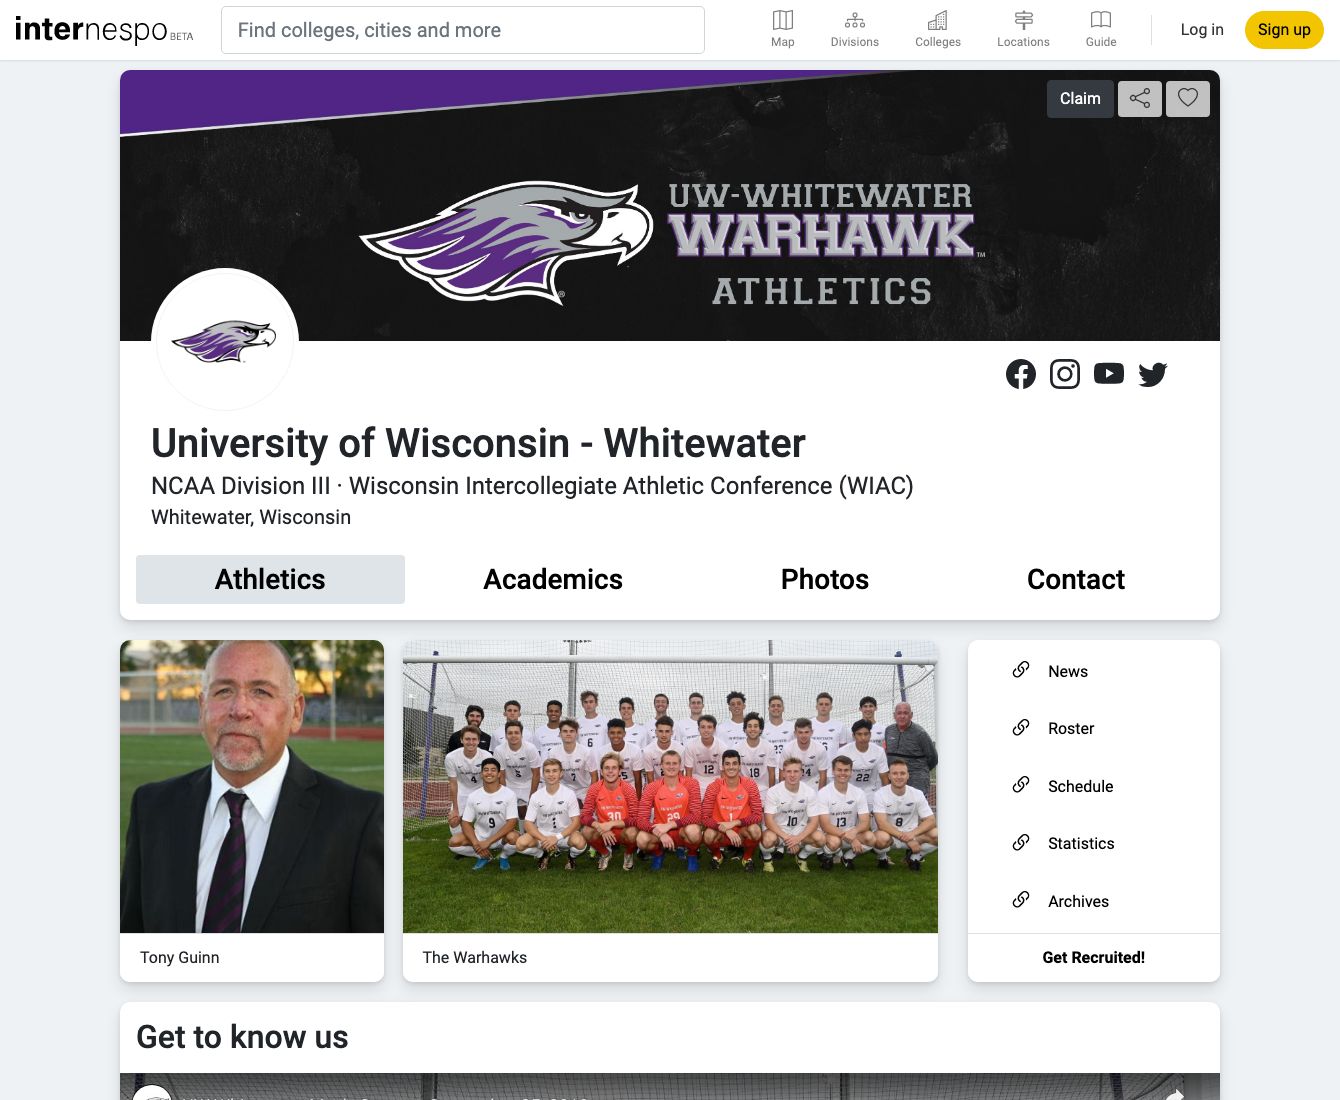 internespo BETA
Find colleges, cities and more
Map
Divisions
Colleges
Locations
Guide
Log in
Sign up
Claim
UW-WHITEWATER
WARHAWK
ATHLETICS
University of Wisconsin - Whitewater
NCAA Division III · Wisconsin Intercollegiate Athletic Conference (WIAC)
Whitewater, Wisconsin
Athletics
Academics
Photos
Contact
News
Roster
Schedule
Statistics
Archives
Get Recruited!
Tony Guinn
The Warhawks
Get to know us